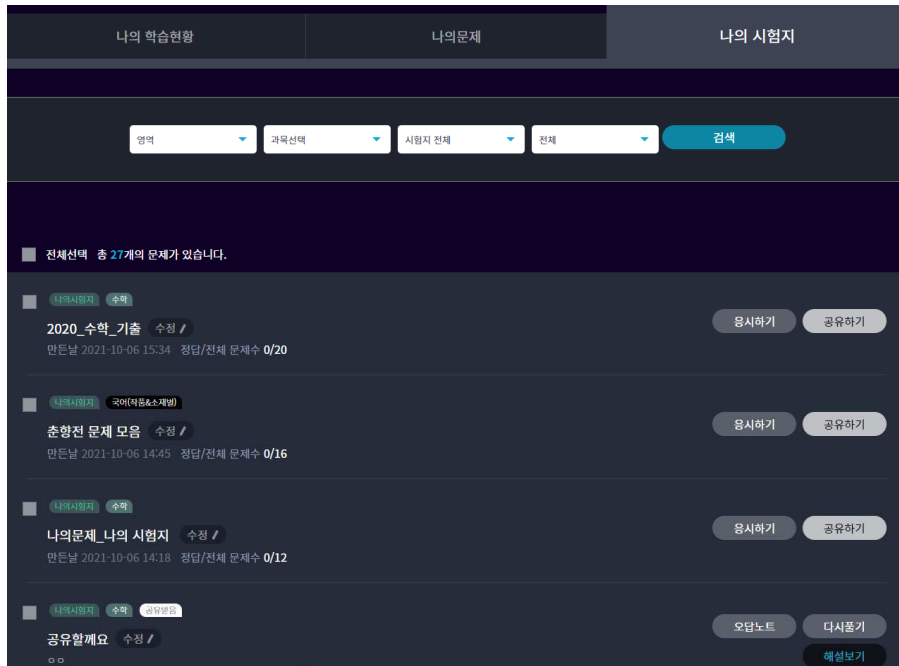 나의 학습현황 나의문제 나의 시험지
영역 과목선택 시험지 전체 전체 검색
전체선택 총 27개의 문제가 있습니다.
나의시험지 수학
2020_수학_기출 수정 응시하기 공유하기
만든날 2021-10-06 15:34 정답/전체 문제수 0/20
나의시험지 국어(작품&소재별)
춘향전 문제 모음 수정 응시하기 공유하기
만든날 2021-10-06 14:45 정답/전체 문제수 0/16
나의시험지 수학
나의문제_나의 시험지 수정 응시하기 공유하기
만든날 2021-10-06 14:18 정답/전체 문제수 0/12
나의시험지 수학 공유받음
공유할께요 수정 오답노트 다시풀기
해설보기